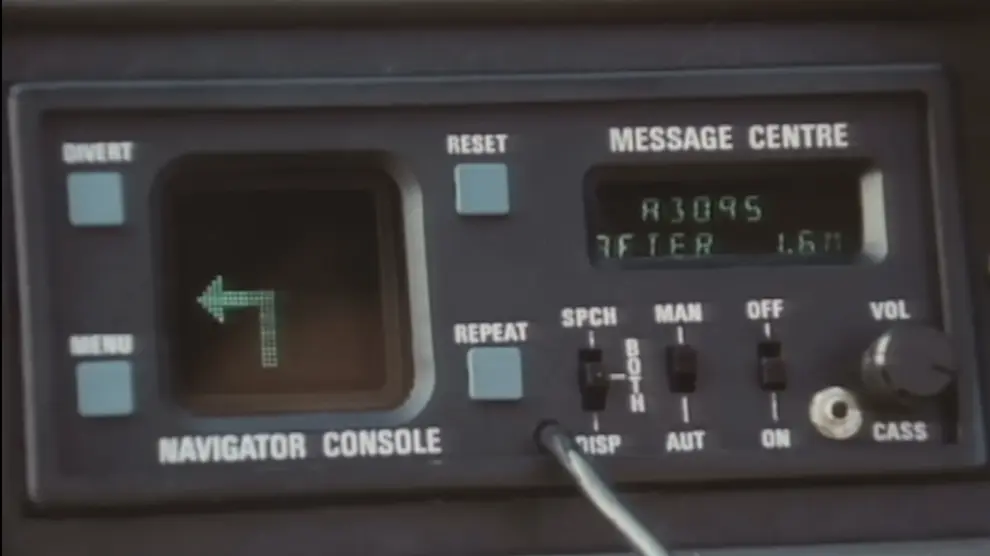 DIVERT
RESET
MESSAGE CENTRE
A3095
AFTER 1.6M
MENU
REPEAT
SPCH
BOTH
DISP
MAN
AUT
OFF
ON
VOL
CASS
NAVIGATOR CONSOLE